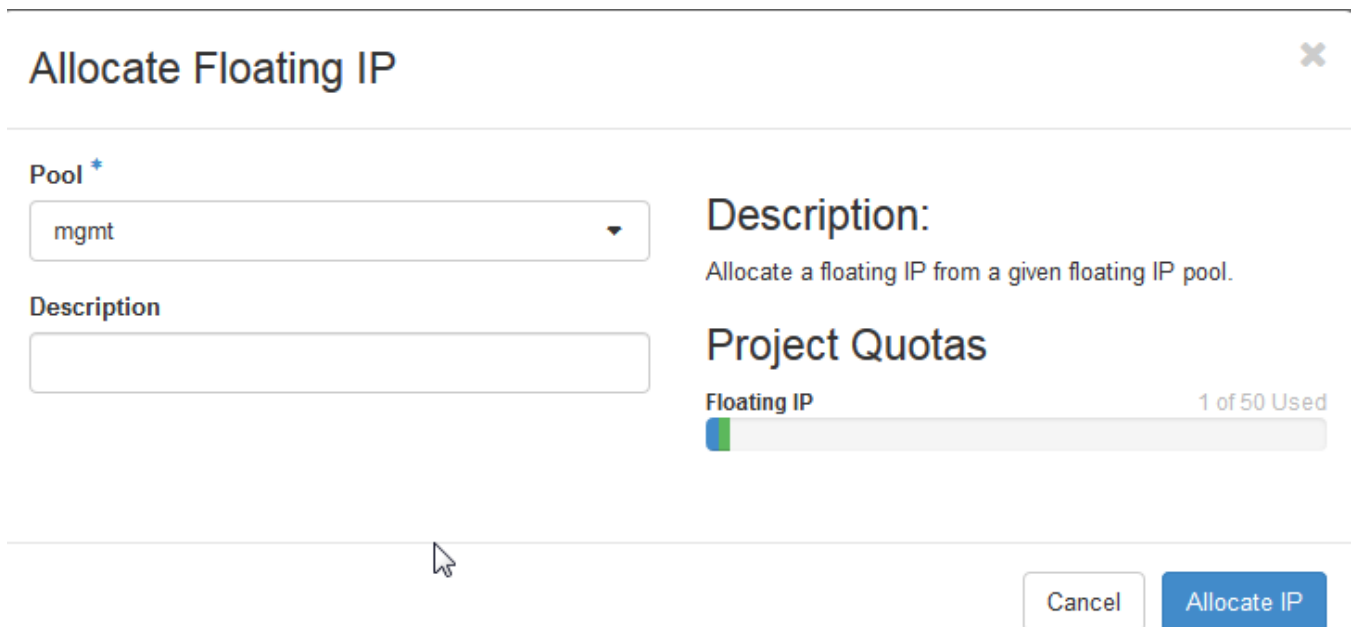 Allocate Floating IP
Pool *
mgmt
Description
Description:
Allocate a floating IP from a given floating IP pool.
Project Quotas
Floating IP 1 of 50 Used
Cancel Allocate IP